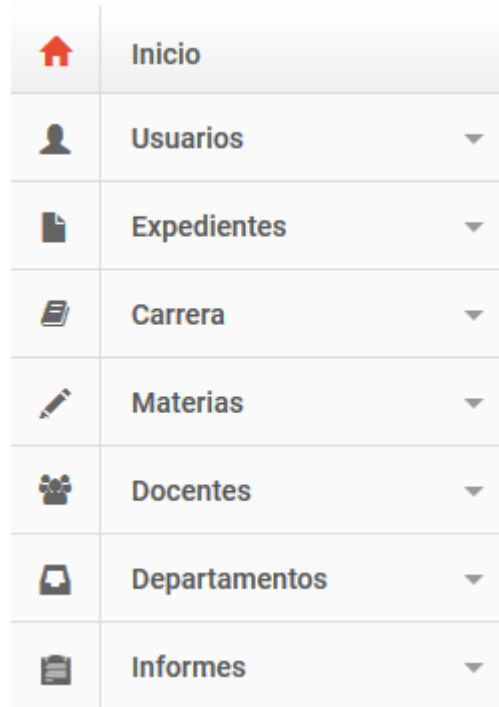 Inicio
Usuarios
Expedientes
Carrera
Materias
Docentes
Departamentos
Informes